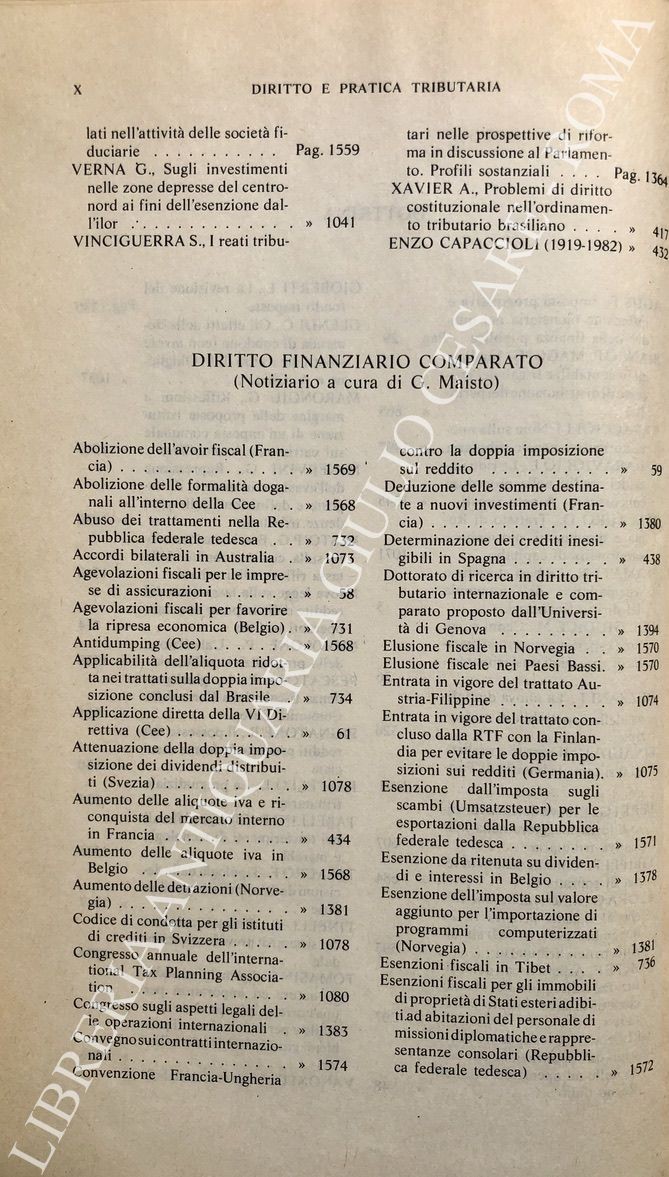 X
DIRITTO E PRATICA TRIBUTARIA
lati nell'attività delle società fi-
duciarie . . . . . . . . . . . Pag. 1559
VERNA G., Sugli investimenti
nelle zone depresse del centro-
nord ai fini dell'esenzione dal-
l'ilor . . . . . . . . . . . . . » 1041
VINCIGUERRA S., I reati tribu-
tari nelle prospettive di rifor-
ma in discussione al Parlamen-
to. Profili sostanziali . . . . Pag. 1364
XAVIER A., Problemi di diritto
costituzionale nell'ordinamen-
to tributario brasiliano . . . . » 417
ENZO CAPACCIOLI (1919-1982) » 432
DIRITTO FINANZIARIO COMPARATO
(Notiziario a cura di G. Maisto)
Abolizione dell'avoir fiscal (Fran-
cia) . . . . . . . . . . . . . . . » 1569
Abolizione delle formalità doga-
nali all'interno della Cee . . » 1568
Abuso dei trattamenti nella Re-
pubblica federale tedesca . . » 732
Accordi bilaterali in Australia . » 1073
Agevolazioni fiscali per le impre-
se di assicurazioni . . . . . . » 58
Agevolazioni fiscali per favorire
la ripresa economica (Belgio) . » 731
Antidumping (Cee) . . . . . . . » 1568
Applicabilità dell'aliquota ridot-
ta nei trattati sulla doppia impo-
sizione conclusi dal Brasile . » 734
Applicazione diretta della VI Di-
rettiva (Cee) . . . . . . . . . . » 61
Attenuazione della doppia impo-
sizione dei dividendi distribui-
ti (Svezia) . . . . . . . . . . . » 1078
Aumento delle aliquote iva e ri-
conquista del mercato interno
in Francia . . . . . . . . . . . » 434
Aumento delle aliquote iva in
Belgio . . . . . . . . . . . . . » 1568
Aumento delle detrazioni (Norve-
gia) . . . . . . . . . . . . . . . » 1381
Codice di condotta per gli istituti
di crediti in Svizzera . . . . . » 1078
Congresso annuale dell'interna-
tional Tax Planning Associa-
tion . . . . . . . . . . . . . . » 1080
Congresso sugli aspetti legali del-
le operazioni internazionali . » 1383
Convegno sui contratti internazio-
nali . . . . . . . . . . . . . . . » 1574
Convenzione Francia-Ungheria
contro la doppia imposizione
sul reddito . . . . . . . . . . » 59
Deduzione delle somme destina-
te a nuovi investimenti (Fran-
cia) . . . . . . . . . . . . . . . » 1380
Determinazione dei crediti inesi-
gibili in Spagna . . . . . . . . » 438
Dottorato di ricerca in diritto tri-
butario internazionale e com-
parato proposto dall'Universi-
tà di Genova . . . . . . . . . » 1394
Elusione fiscale in Norvegia . . » 1570
Elusione fiscale nei Paesi Bassi. » 1570
Entrata in vigore del trattato Au-
stria-Filippine . . . . . . . . . » 1074
Entrata in vigore del trattato con-
cluso dalla RTF con la Finlan-
dia per evitare le doppie impo-
sizioni sui redditi (Germania). » 1075
Esenzione dall'imposta sugli
scambi (Umsatzsteuer) per le
esportazioni dalla Repubblica
federale tedesca . . . . . . . . » 1571
Esenzione da ritenuta su dividen-
di e interessi in Belgio . . . . » 1378
Esenzione dell'imposta sul valore
aggiunto per l'importazione di
programmi computerizzati
(Norvegia) . . . . . . . . . . . » 1381
Esenzioni fiscali in Tibet . . . . » 736
Esenzioni fiscali per gli immobili
di proprietà di Stati esteri adibi-
ti ad abitazioni del personale di
missioni diplomatiche e rappre-
sentanze consolari (Repubbli-
ca federale tedesca) . . . . . » 1572
LIBRERIA ANTIQUARIA GIULIO CESARE - ROMA